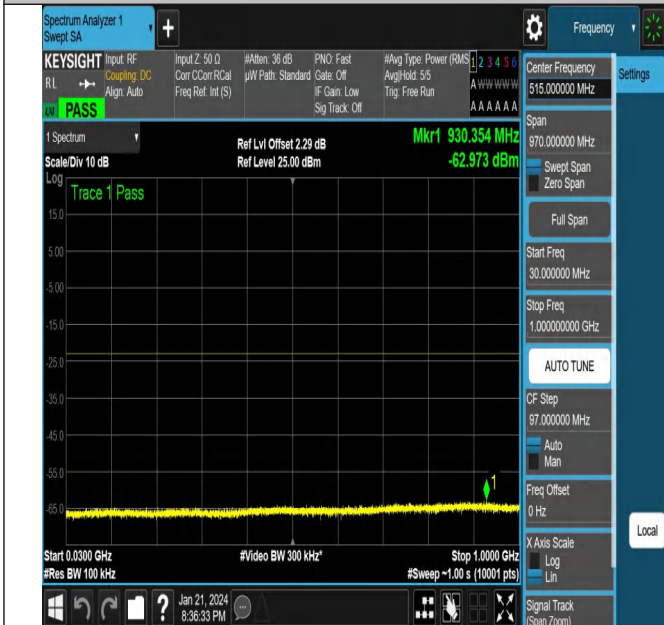 Spectrum Analyzer 1
Swept SA
+
Frequency
KEYSIGHT
RL
PASS
Input: RF
Coupling: DC
Align: Auto
Input Z: 50 Ω
Corr CCorr RCal
Freq Ref: Int (S)
#Atten: 36 dB
µW Path: Standard
PNO: Fast
Gate: Off
IF Gain: Low
Sig Track: Off
#Avg Type: Power (RMS
Avg|Hold: 5/5
Trig: Free Run
1 2 3 4 5 6
A W W W W W
A A A A A A
Center Frequency
515.000000 MHz
Settings
Span
970.000000 MHz
Swept Span
Zero Span
Full Span
Start Freq
30.000000 MHz
Stop Freq
1.000000000 GHz
AUTO TUNE
CF Step
97.000000 MHz
Auto
Man
Freq Offset
0 Hz
X Axis Scale
Log
Lin
Signal Track
(Span Zoom)
Local
1 Spectrum
Scale/Div 10 dB
Ref Lvl Offset 2.29 dB
Ref Level 25.00 dBm
Mkr1 930.354 MHz
-62.973 dBm
Log
Trace 1 Pass
15.0
5.00
-5.00
-15.0
-25.0
-35.0
-45.0
-55.0
-65.0
1
Start 0.0300 GHz
#Video BW 300 kHz*
Stop 1.0000 GHz
#Res BW 100 kHz
#Sweep ~1.00 s (10001 pts)
?
Jan 21, 2024
8:36:33 PM